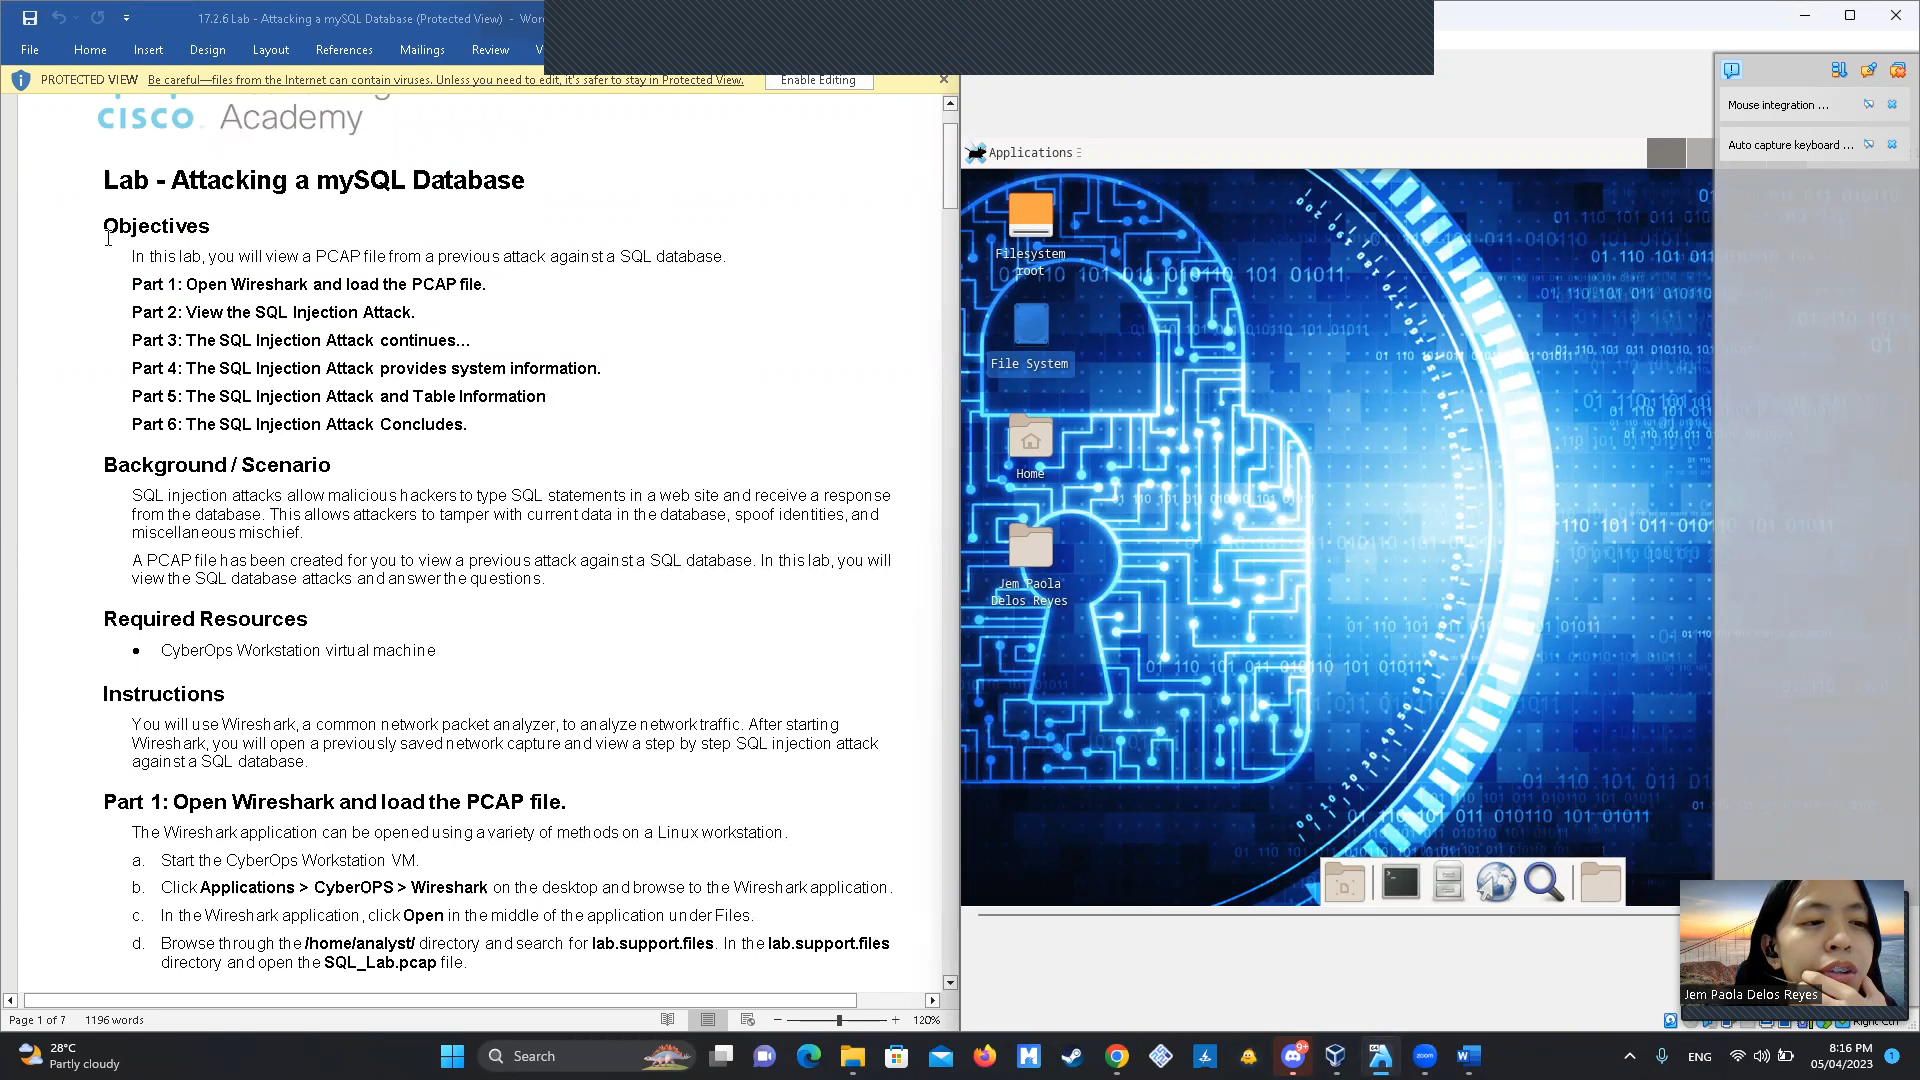 17.2.6 Lab - Attacking a mySQL Database (Protected View) - Wor
File Home Insert Design Layout References Mailings Review V
PROTECTED VIEW Be careful—files from the Internet can contain viruses. Unless you need to edit, it's safer to stay in Protected View. Enable Editing
cisco Academy
Lab - Attacking a mySQL Database
Objectives
In this lab, you will view a PCAP file from a previous attack against a SQL database.
Part 1: Open Wireshark and load the PCAP file.
Part 2: View the SQL Injection Attack.
Part 3: The SQL Injection Attack continues...
Part 4: The SQL Injection Attack provides system information.
Part 5: The SQL Injection Attack and Table Information
Part 6: The SQL Injection Attack Concludes.
Background / Scenario
SQL injection attacks allow malicious hackers to type SQL statements in a web site and receive a response
from the database. This allows attackers to tamper with current data in the database, spoof identities, and
miscellaneous mischief.
A PCAP file has been created for you to view a previous attack against a SQL database. In this lab, you will
view the SQL database attacks and answer the questions.
Required Resources
• CyberOps Workstation virtual machine
Instructions
You will use Wireshark, a common network packet analyzer, to analyze network traffic. After starting
Wireshark, you will open a previously saved network capture and view a step by step SQL injection attack
against a SQL database.
Part 1: Open Wireshark and load the PCAP file.
The Wireshark application can be opened using a variety of methods on a Linux workstation.
a. Start the CyberOps Workstation VM.
b. Click Applications > CyberOPS > Wireshark on the desktop and browse to the Wireshark application.
c. In the Wireshark application, click Open in the middle of the application under Files.
d. Browse through the /home/analyst/ directory and search for lab.support.files. In the lab.support.files
directory and open the SQL_Lab.pcap file.
Page 1 of 7 1196 words
120%
Mouse integration ...
Auto capture keyboard ...
Applications
Filesystem
root
File System
Home
Jem Paola
Delos Reyes
Jem Paola Delos Reyes
Right Ctrl
28°C
Partly cloudy
Search
zoom
9+
ENG
8:16 PM
05/04/2023
1